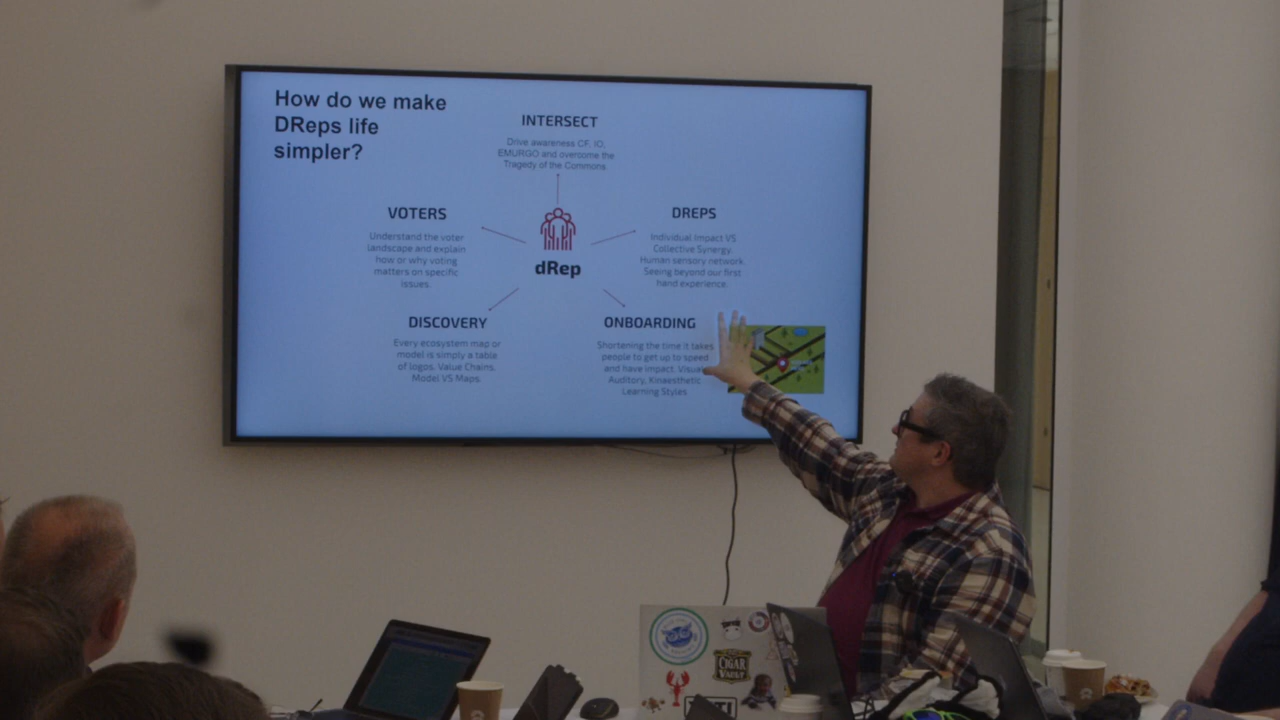 How do we make
DReps life
simpler?
INTERSECT
Drive awareness CF, IO,
EMURGO and overcome the
Tragedy of the Commons.
VOTERS
Understand the voter
landscape and explain
how or why voting
matters on specific
issues.
DREPS
Individual Impact VS
Collective Synergy.
Human sensory network.
Seeing beyond our first
hand experience.
dRep
DISCOVERY
Every ecosystem map or
model is simply a table
of logos. Value Chains.
Model VS Maps.
ONBOARDING
Shortening the time it takes
people to get up to speed
and have impact. Visual
Auditory, Kinaesthetic
Learning Styles
CIGAR
VAULT